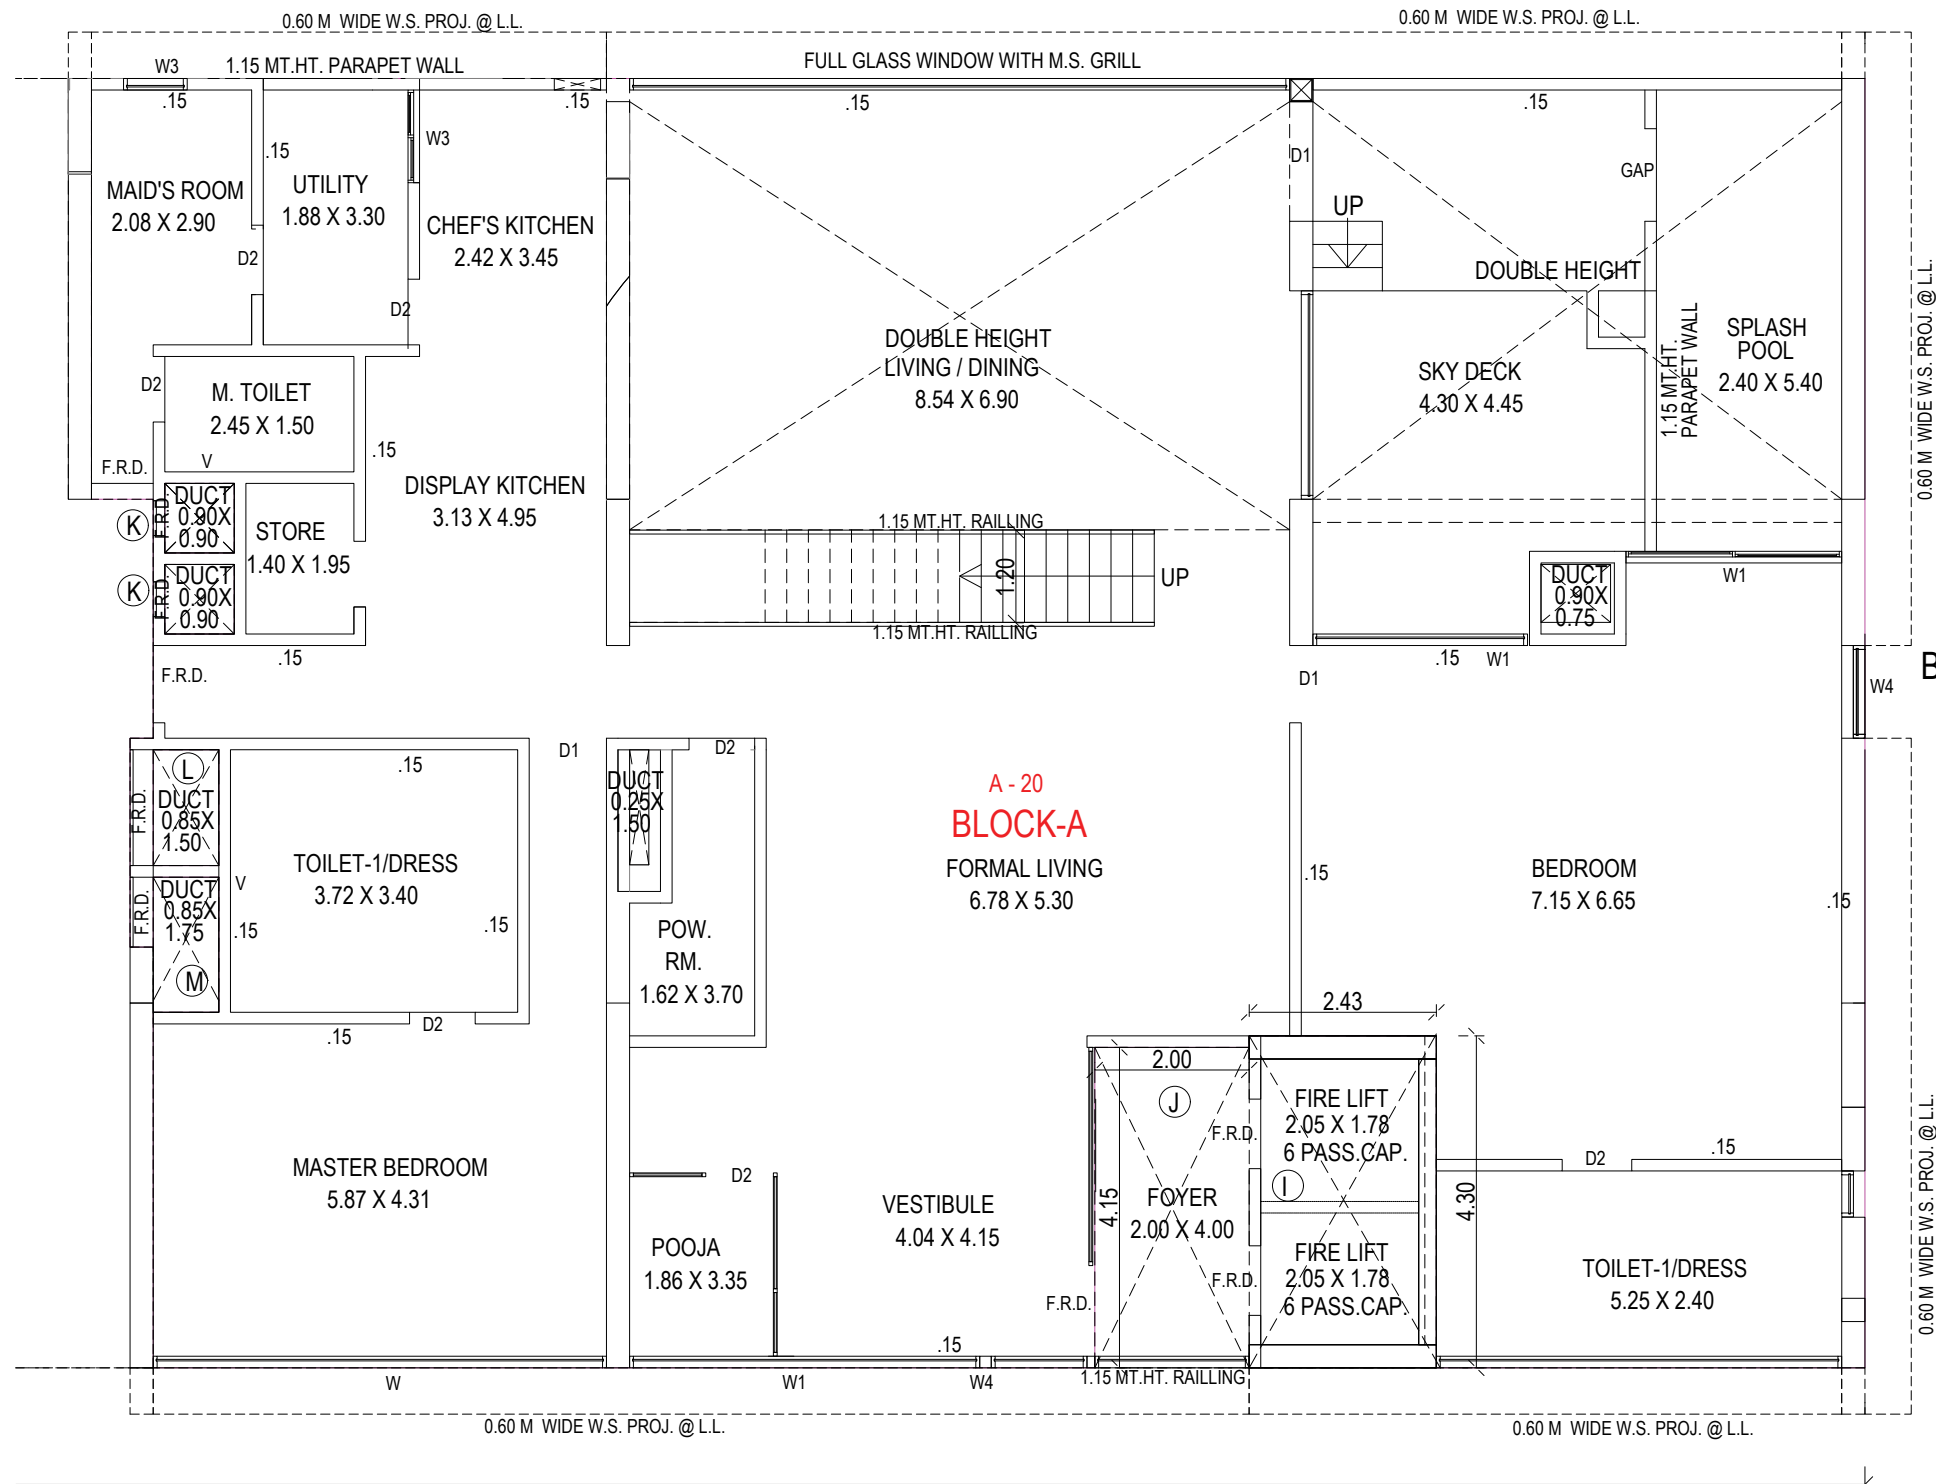 0.60 M WIDE W.S. PROJ. @ L.L.
0.60 M WIDE W.S. PROJ. @ L.L.
W3
1.15 MT.HT. PARAPET WALL
FULL GLASS WINDOW WITH M.S. GRILL
.15
.15
.15
.15
W3
.15
D1
GAP
MAID'S ROOM
2.08 X 2.90
UTILITY
1.88 X 3.30
CHEF'S KITCHEN
2.42 X 3.45
UP
D2
DOUBLE HEIGHT
D2
0.60 M WIDE W.S. PROJ. @ L.L.
DOUBLE HEIGHT
LIVING / DINING
8.54 X 6.90
SKY DECK
4.30 X 4.45
1.15 MT.HT.
PARAPET WALL
SPLASH
POOL
2.40 X 5.40
D2
M. TOILET
2.45 X 1.50
.15
F.R.D.
V
DISPLAY KITCHEN
3.13 X 4.95
K
F.R.D.
DUCT
0.90X
0.90
STORE
1.40 X 1.95
1.15 MT.HT. RAILLING
1.20
UP
K
F.R.D.
DUCT
0.90X
0.90
1.15 MT.HT. RAILLING
DUCT
0.90X
0.75
W1
.15
.15
W1
F.R.D.
D1
B
W4
D1
D2
.15
L
F.R.D.
DUCT
0.85X
1.50
DUCT
0.25X
1.50
A - 20
BLOCK-A
FORMAL LIVING
6.78 X 5.30
TOILET-1/DRESS
3.72 X 3.40
BEDROOM
7.15 X 6.65
.15
.15
F.R.D.
DUCT
0.85X
1.75
V
.15
.15
M
POW.
RM.
1.62 X 3.70
D2
.15
2.43
2.00
J
F.R.D.
FIRE LIFT
2.05 X 1.78
6 PASS.CAP.
D2
.15
MASTER BEDROOM
5.87 X 4.31
D2
VESTIBULE
4.04 X 4.15
4.15
FOYER
2.00 X 4.00
I
4.30
POOJA
1.86 X 3.35
F.R.D.
FIRE LIFT
2.05 X 1.78
6 PASS.CAP.
TOILET-1/DRESS
5.25 X 2.40
0.60 M WIDE W.S. PROJ. @ L.L.
F.R.D.
.15
W
W1
W4
1.15 MT.HT. RAILLING
0.60 M WIDE W.S. PROJ. @ L.L.
0.60 M WIDE W.S. PROJ. @ L.L.